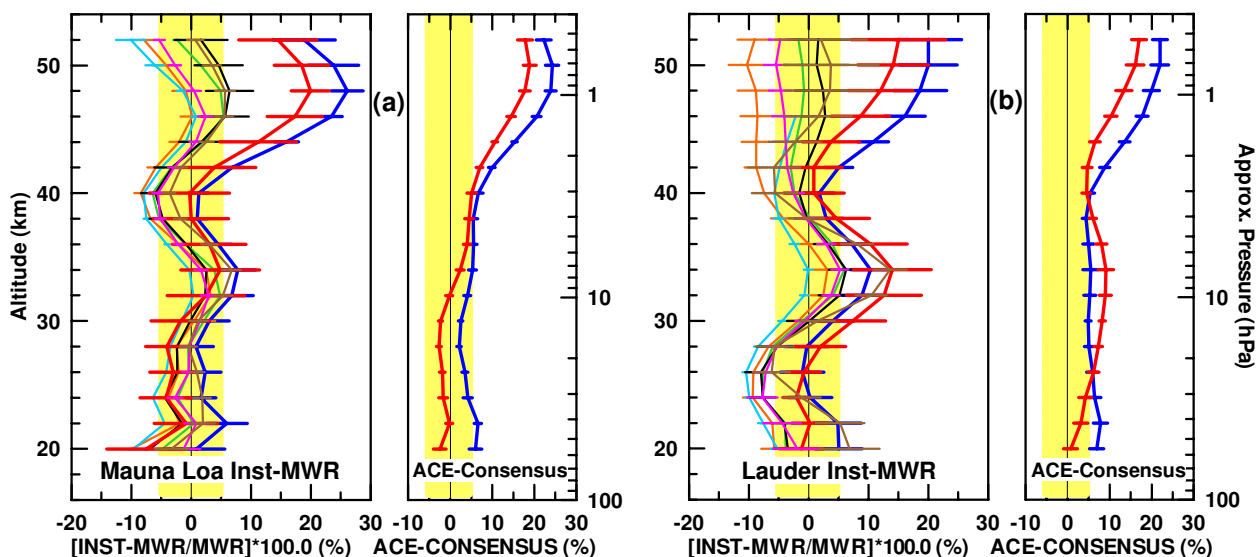 50
40
30
20
Altitude (km)
(a)
Mauna Loa Inst-MWR
ACE-Consensus
-20 -10 0 10 20 30
-10 0 10 20 30
[INST-MWR/MWR]*100.0 (%)
ACE-CONSENSUS (%)
1
10
100
50
40
30
20
(b)
Lauder Inst-MWR
ACE-Consensus
-20 -10 0 10 20 30
-10 0 10 20 30
[INST-MWR/MWR]*100.0 (%)
ACE-CONSENSUS (%)
1
10
100
Approx. Pressure (hPa)